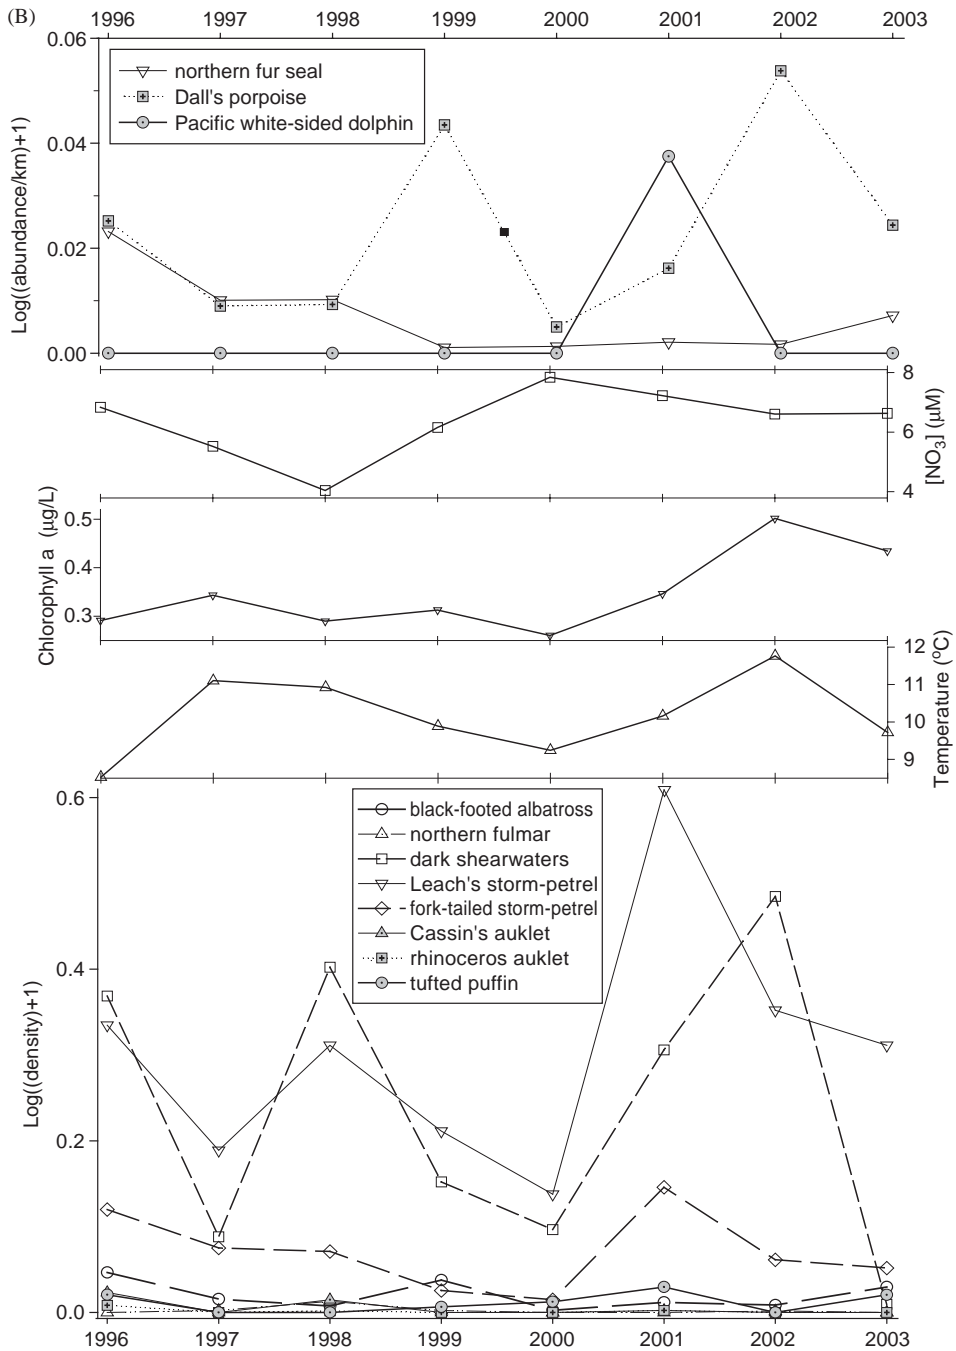 (B)
1996 1997 1998 1999 2000 2001 2002 2003
0.06
0.04
0.02
0.00
Log((abundance/km)+1)
northern fur seal
Dall's porpoise
Pacific white-sided dolphin
8
6
4
[NO3] (μM)
0.5
0.4
0.3
Chlorophyll a (μg/L)
12
11
10
9
Temperature (oC)
0.6
0.4
0.2
0.0
Log((density)+1)
black-footed albatross
northern fulmar
dark shearwaters
Leach's storm-petrel
fork-tailed storm-petrel
Cassin's auklet
rhinoceros auklet
tufted puffin
1996 1997 1998 1999 2000 2001 2002 2003